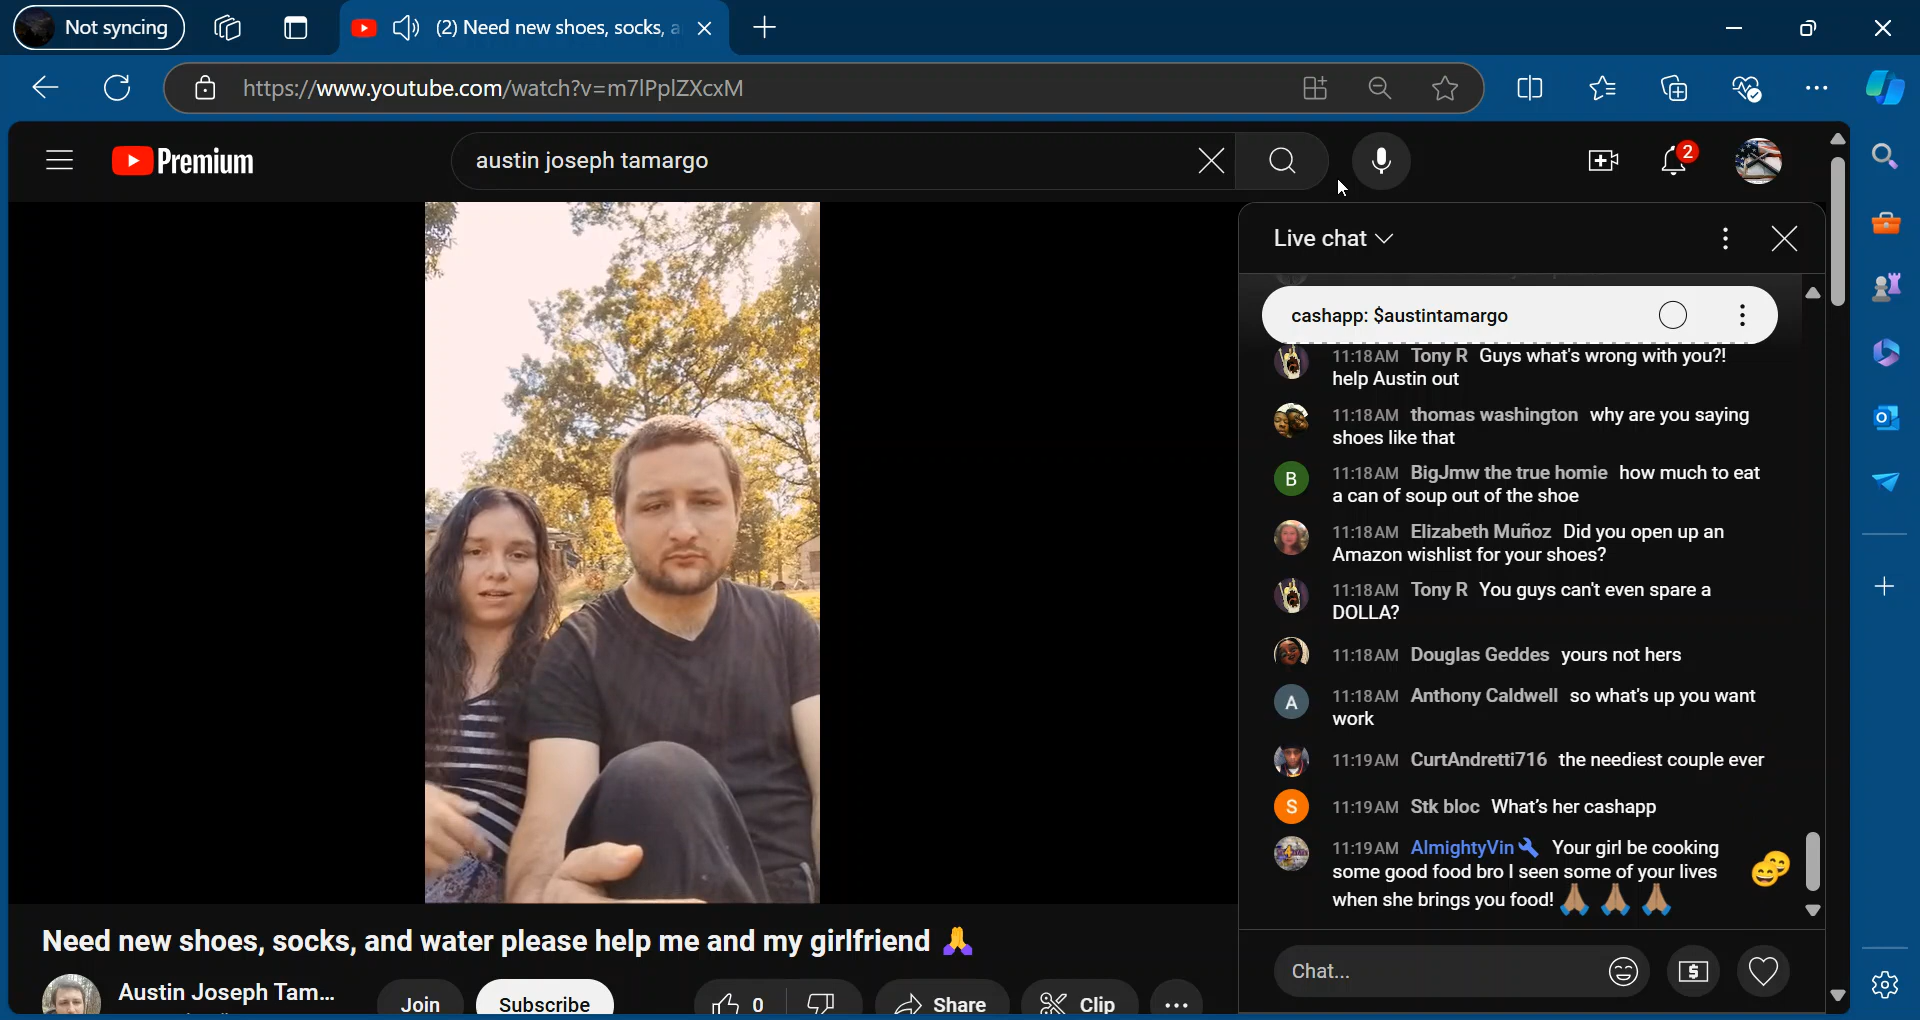 Not syncing
(2) Need new shoes, socks, a
https://www.youtube.com/watch?v=m7lPplZXcxM
Premium
austin joseph tamargo
2
Live chat
cashapp: $austintamargo
11:18AM Tony R Guys what's wrong with you?!
help Austin out
11:18AM thomas washington why are you saying
shoes like that
B
11:18AM BigJmw the true homie how much to eat
a can of soup out of the shoe
11:18AM Elizabeth Muñoz Did you open up an
Amazon wishlist for your shoes?
11:18AM Tony R You guys can't even spare a
DOLLA?
11:18AM Douglas Geddes yours not hers
A
11:18AM Anthony Caldwell so what's up you want
work
11:19AM CurtAndretti716 the neediest couple ever
S
11:19AM Stk bloc What's her cashapp
11:19AM AlmightyVin🔧 Your girl be cooking
some good food bro I seen some of your lives
when she brings you food!🙏🏽🙏🏽🙏🏽
Chat...
Need new shoes, socks, and water please help me and my girlfriend 🙏
Austin Joseph Tam...
Join
Subscribe
0
Share
Clip